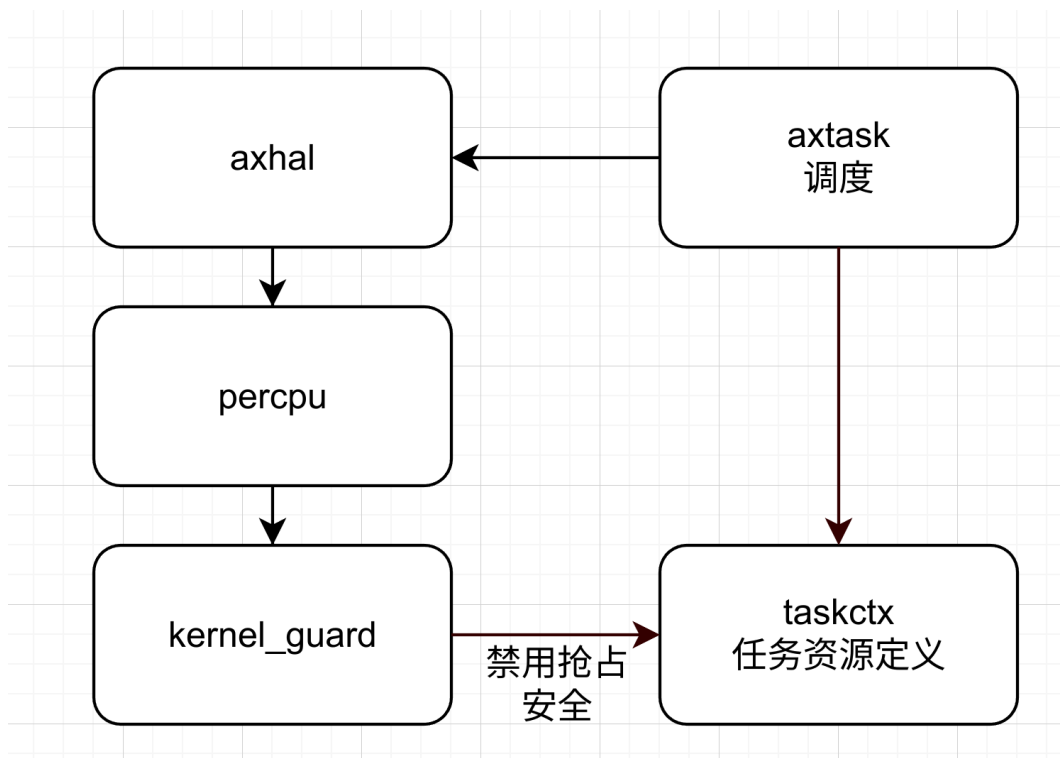 axhal
axtask
调度
percpu
kernel_guard
禁用抢占
安全
taskctx
任务资源定义